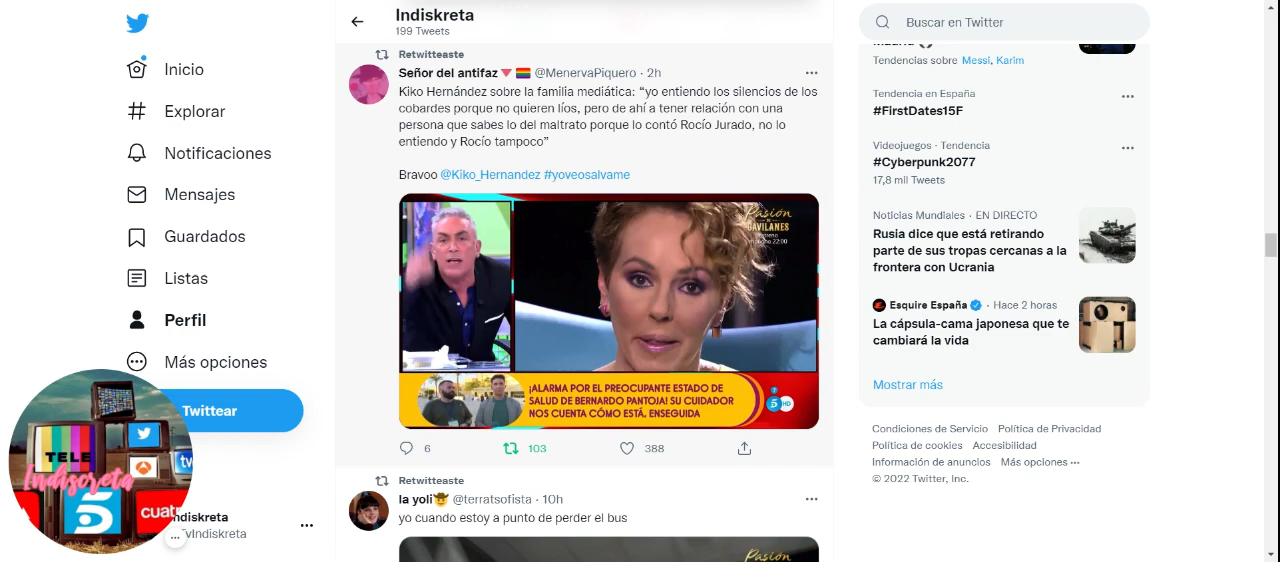 Inicio
Explorar
Notificaciones
Mensajes
Guardados
Listas
Perfil
Más opciones
Twittear
TELE
Indiscreta
tv
5
cuat
ndiskreta
Indiskreta
Indiskreta
199 Tweets
Retwitteaste
Señor del antifaz @MenervaPiquero · 2h
Kiko Hernández sobre la familia mediática: “yo entiendo los silencios de los
cobardes porque no quieren líos, pero de ahí a tener relación con una
persona que sabes lo del maltrato porque lo contó Rocío Jurado, no lo
entiendo y Rocío tampoco”
Bravoo @Kiko_Hernandez #yoveosalvame
Pasión
DE
GAVILANES
22:00
¡ALARMA POR EL PREOCUPANTE ESTADO DE
SALUD DE BERNARDO PANTOJA! SU CUIDADOR
NOS CUENTA CÓMO ESTÁ, ENSEGUIDA
5 HD
6 103 388
Retwitteaste
la yoli @terratsofista · 10h
yo cuando estoy a punto de perder el bus
Pasión
Buscar en Twitter
Tendencias sobre Messi, Karim
Tendencia en España
#FirstDates15F
Videojuegos · Tendencia
#Cyberpunk2077
17,8 mil Tweets
Noticias Mundiales · EN DIRECTO
Rusia dice que está retirando
parte de sus tropas cercanas a la
frontera con Ucrania
Esquire España · Hace 2 horas
La cápsula-cama japonesa que te
cambiará la vida
Mostrar más
Condiciones de Servicio Política de Privacidad
Política de cookies Accesibilidad
Información de anuncios Más opciones ···
© 2022 Twitter, Inc.